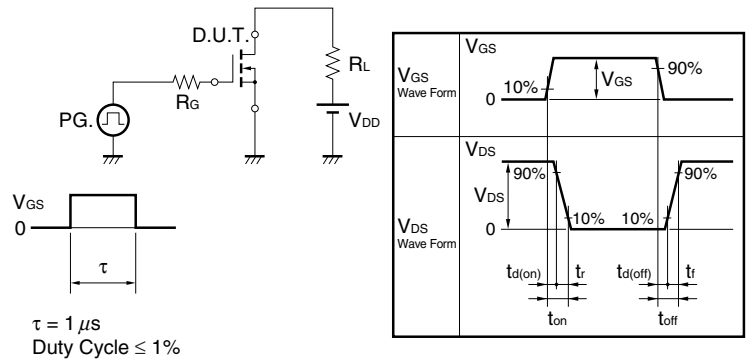 D.U.T.
RL
RG
PG.
VDD
VGS
0
τ
τ = 1 μs
Duty Cycle ≤ 1%
VGS
Wave Form
VGS
10%
0
VGS
90%
VDS
Wave Form
VDS
90%
90%
VDS
10%
10%
0
td(on)
tr
td(off)
tf
ton
toff